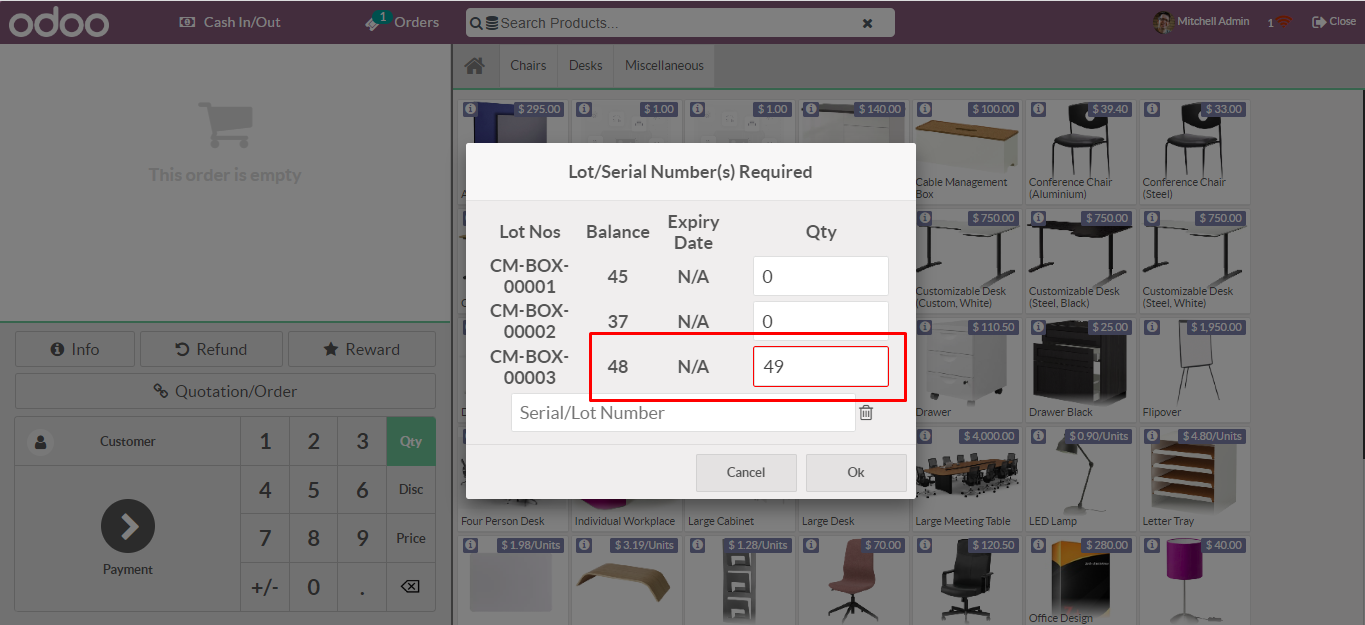 odoo
Cash In/Out
1
Orders
Search Products...
Mitchell Admin
1
Close
This order is empty
Chairs
Desks
Miscellaneous
$ 295.00
$ 1.00
$ 1.00
$ 140.00
$ 100.00
$ 39.40
$ 33.00
Cable Management
Box
Conference Chair
(Aluminium)
Conference Chair
(Steel)
$ 750.00
$ 750.00
$ 750.00
Customizable Desk
(Custom, White)
Customizable Desk
(Steel, Black)
Customizable Desk
(Steel, White)
Lot/Serial Number(s) Required
Lot Nos
Balance
Expiry
Date
Qty
CM-BOX-
00001
45
N/A
0
CM-BOX-
00002
37
N/A
0
CM-BOX-
00003
48
N/A
49
Serial/Lot Number
Cancel
Ok
$ 110.50
$ 25.00
$ 1,950.00
Drawer
Drawer Black
Flipover
$ 4,000.00
$ 0.90/Units
$ 4.80/Units
Four Person Desk
Individual Workplace
Large Cabinet
Large Desk
Large Meeting Table
LED Lamp
Letter Tray
$ 1.98/Units
$ 3.19/Units
$ 1.28/Units
$ 70.00
$ 120.50
$ 280.00
$ 40.00
Office Design
Info
Refund
Reward
Quotation/Order
Customer
1
2
3
Qty
4
5
6
Disc
7
8
9
Price
+/-
0
.
Payment